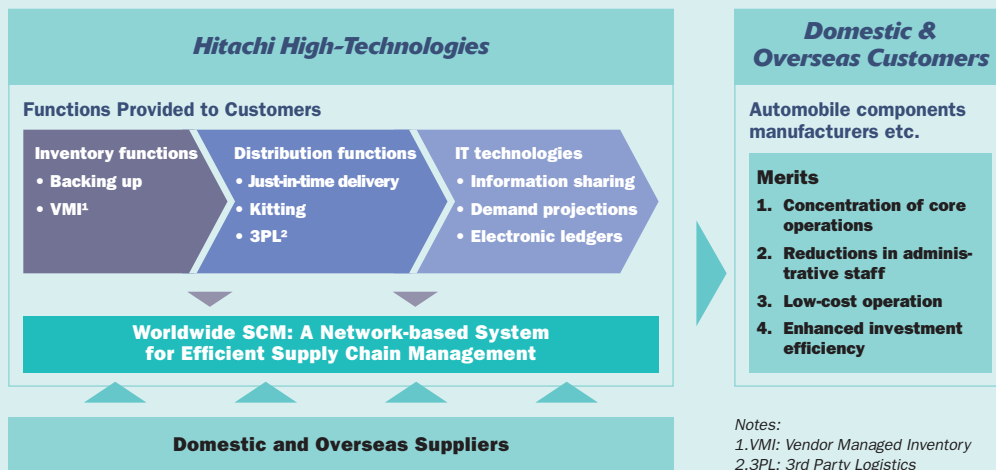 Hitachi High-Technologies
Functions Provided to Customers
Inventory functions
• Backing up
• VMI¹
Distribution functions
• Just-in-time delivery
• Kitting
• 3PL²
IT technologies
• Information sharing
• Demand projections
• Electronic ledgers
Worldwide SCM: A Network-based System
for Efficient Supply Chain Management
Domestic and Overseas Suppliers
Domestic &
Overseas Customers
Automobile components
manufacturers etc.
Merits
1. Concentration of core
operations
2. Reductions in adminis-
trative staff
3. Low-cost operation
4. Enhanced investment
efficiency
Notes:
1.VMI: Vendor Managed Inventory
2.3PL: 3rd Party Logistics